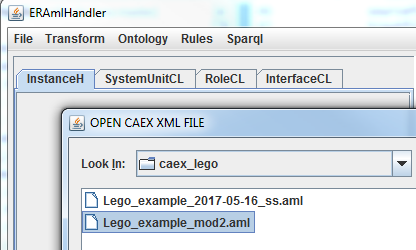 ERAmlHandler
File Transform Ontology Rules Sparql
InstanceH SystemUnitCL RoleCL InterfaceCL
OPEN CAEX XML FILE
Look In: caex_lego
Lego_example_2017-05-16_ss.aml
Lego_example_mod2.aml